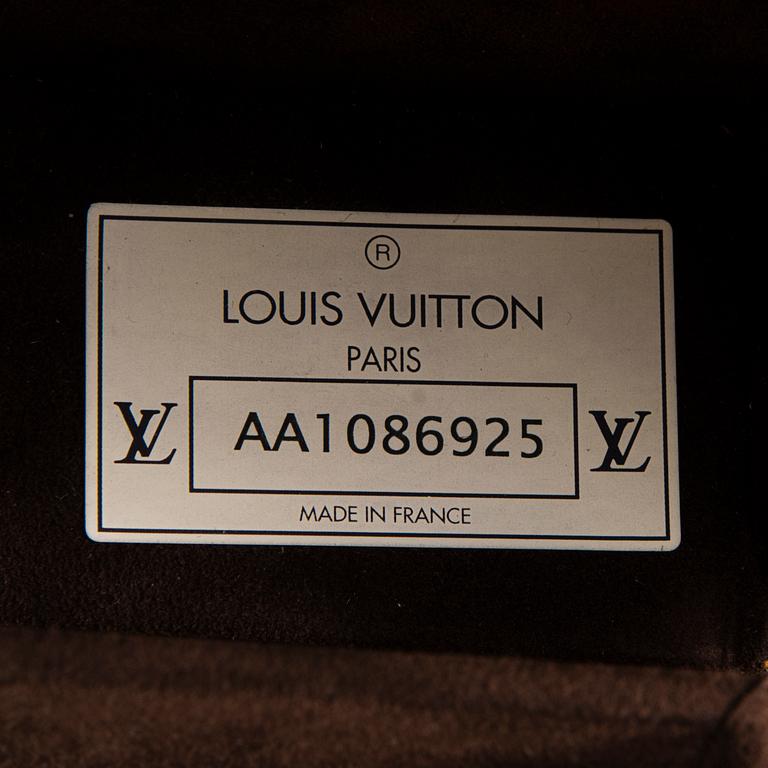 ®
LOUIS VUITTON
PARIS
LV AA1086925 LV
MADE IN FRANCE